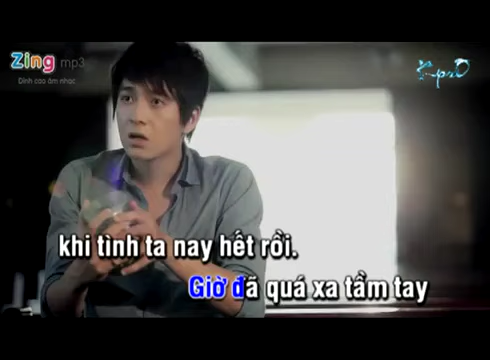 Zing mp3
Đỉnh cao âm nhạc
khi tình ta nay hết rồi.
Giờ đã quá xa tầm tay